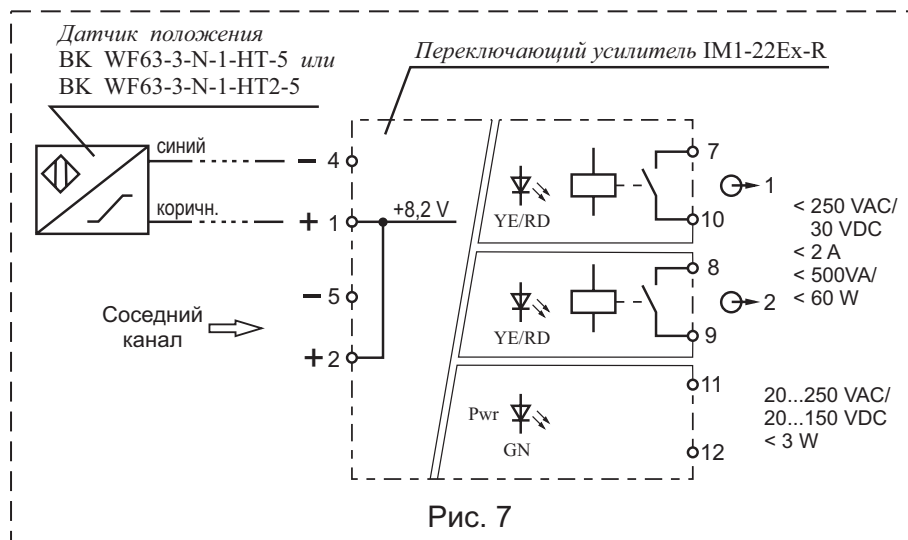 Датчик положения
ВК WF63-3-N-1-HT-5 или
ВК WF63-3-N-1-HT2-5
Переключающий усилитель IM1-22Ex-R
синий
− 4
коричн.
+ 1
+8,2 V
− 5
Соседний
канал
+ 2
YE/RD
7
10
1
YE/RD
8
9
2
< 250 VAC/
30 VDC
< 2 A
< 500VA/
< 60 W
Pwr
GN
11
12
20...250 VAC/
20...150 VDC
< 3 W
Рис. 7